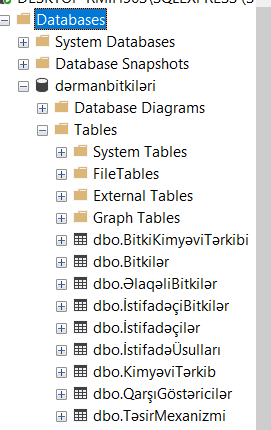 Databases
System Databases
Database Snapshots
dərmanbitkiləri
Database Diagrams
Tables
System Tables
FileTables
External Tables
Graph Tables
dbo.BitkiKimyəviTərkibi
dbo.Bitkilər
dbo.ƏlaqəliBitkilər
dbo.İstifadəçiBitkilər
dbo.İstifadəçilər
dbo.İstifadəÜsulları
dbo.KimyəviTərkib
dbo.QarşıGöstəricilər
dbo.TəsirMexanizmi